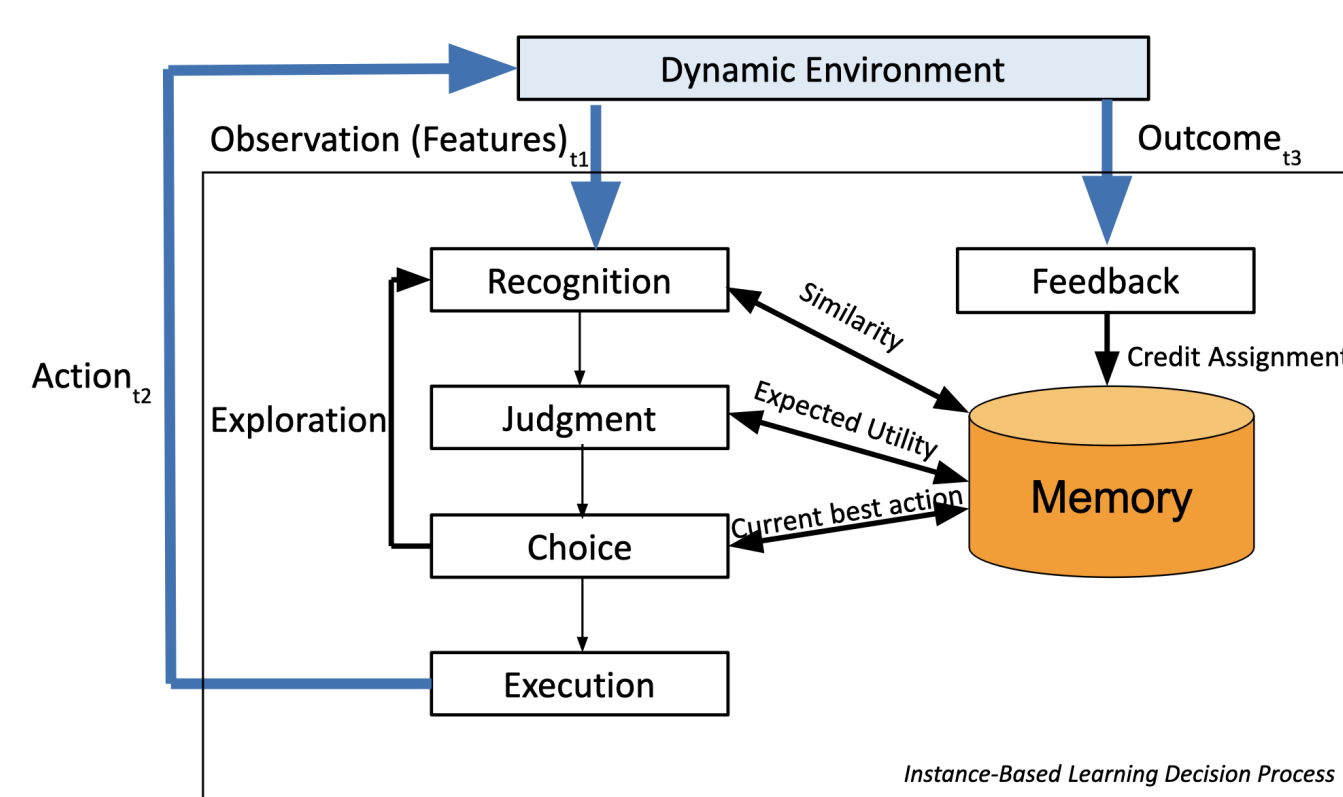 Dynamic Environment
Observation (Features)t1
Outcomet3
Recognition
Feedback
Similarity
Credit Assignment
Actiont2
Exploration
Judgment
Expected Utility
Memory
Current best action
Choice
Execution
Instance-Based Learning Decision Process